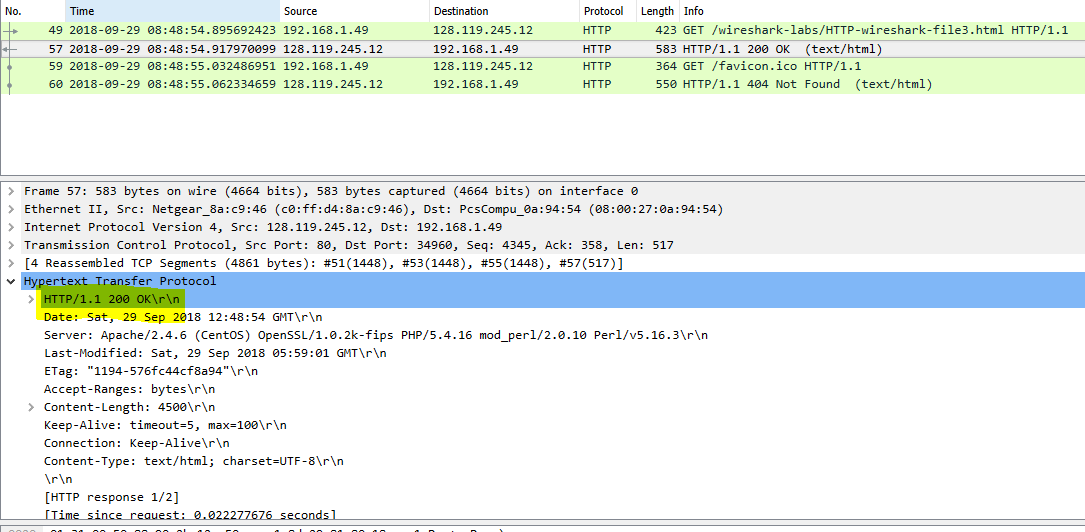 No. Time Source Destination Protocol Length Info
49 2018-09-29 08:48:54.895692423 192.168.1.49 128.119.245.12 HTTP 423 GET /wireshark-labs/HTTP-wireshark-file3.html HTTP/1.1
57 2018-09-29 08:48:54.917970099 128.119.245.12 192.168.1.49 HTTP 583 HTTP/1.1 200 OK (text/html)
59 2018-09-29 08:48:55.032486951 192.168.1.49 128.119.245.12 HTTP 364 GET /favicon.ico HTTP/1.1
60 2018-09-29 08:48:55.062334659 128.119.245.12 192.168.1.49 HTTP 550 HTTP/1.1 404 Not Found (text/html)
Frame 57: 583 bytes on wire (4664 bits), 583 bytes captured (4664 bits) on interface 0
Ethernet II, Src: Netgear_8a:c9:46 (c0:ff:d4:8a:c9:46), Dst: PcsCompu_0a:94:54 (08:00:27:0a:94:54)
Internet Protocol Version 4, Src: 128.119.245.12, Dst: 192.168.1.49
Transmission Control Protocol, Src Port: 80, Dst Port: 34960, Seq: 4345, Ack: 358, Len: 517
[4 Reassembled TCP Segments (4861 bytes): #51(1448), #53(1448), #55(1448), #57(517)]
Hypertext Transfer Protocol
HTTP/1.1 200 OK\r\n
Date: Sat, 29 Sep 2018 12:48:54 GMT\r\n
Server: Apache/2.4.6 (CentOS) OpenSSL/1.0.2k-fips PHP/5.4.16 mod_perl/2.0.10 Perl/v5.16.3\r\n
Last-Modified: Sat, 29 Sep 2018 05:59:01 GMT\r\n
ETag: "1194-576fc44cf8a94"\r\n
Accept-Ranges: bytes\r\n
Content-Length: 4500\r\n
Keep-Alive: timeout=5, max=100\r\n
Connection: Keep-Alive\r\n
Content-Type: text/html; charset=UTF-8\r\n
\r\n
[HTTP response 1/2]
[Time since request: 0.022277676 seconds]